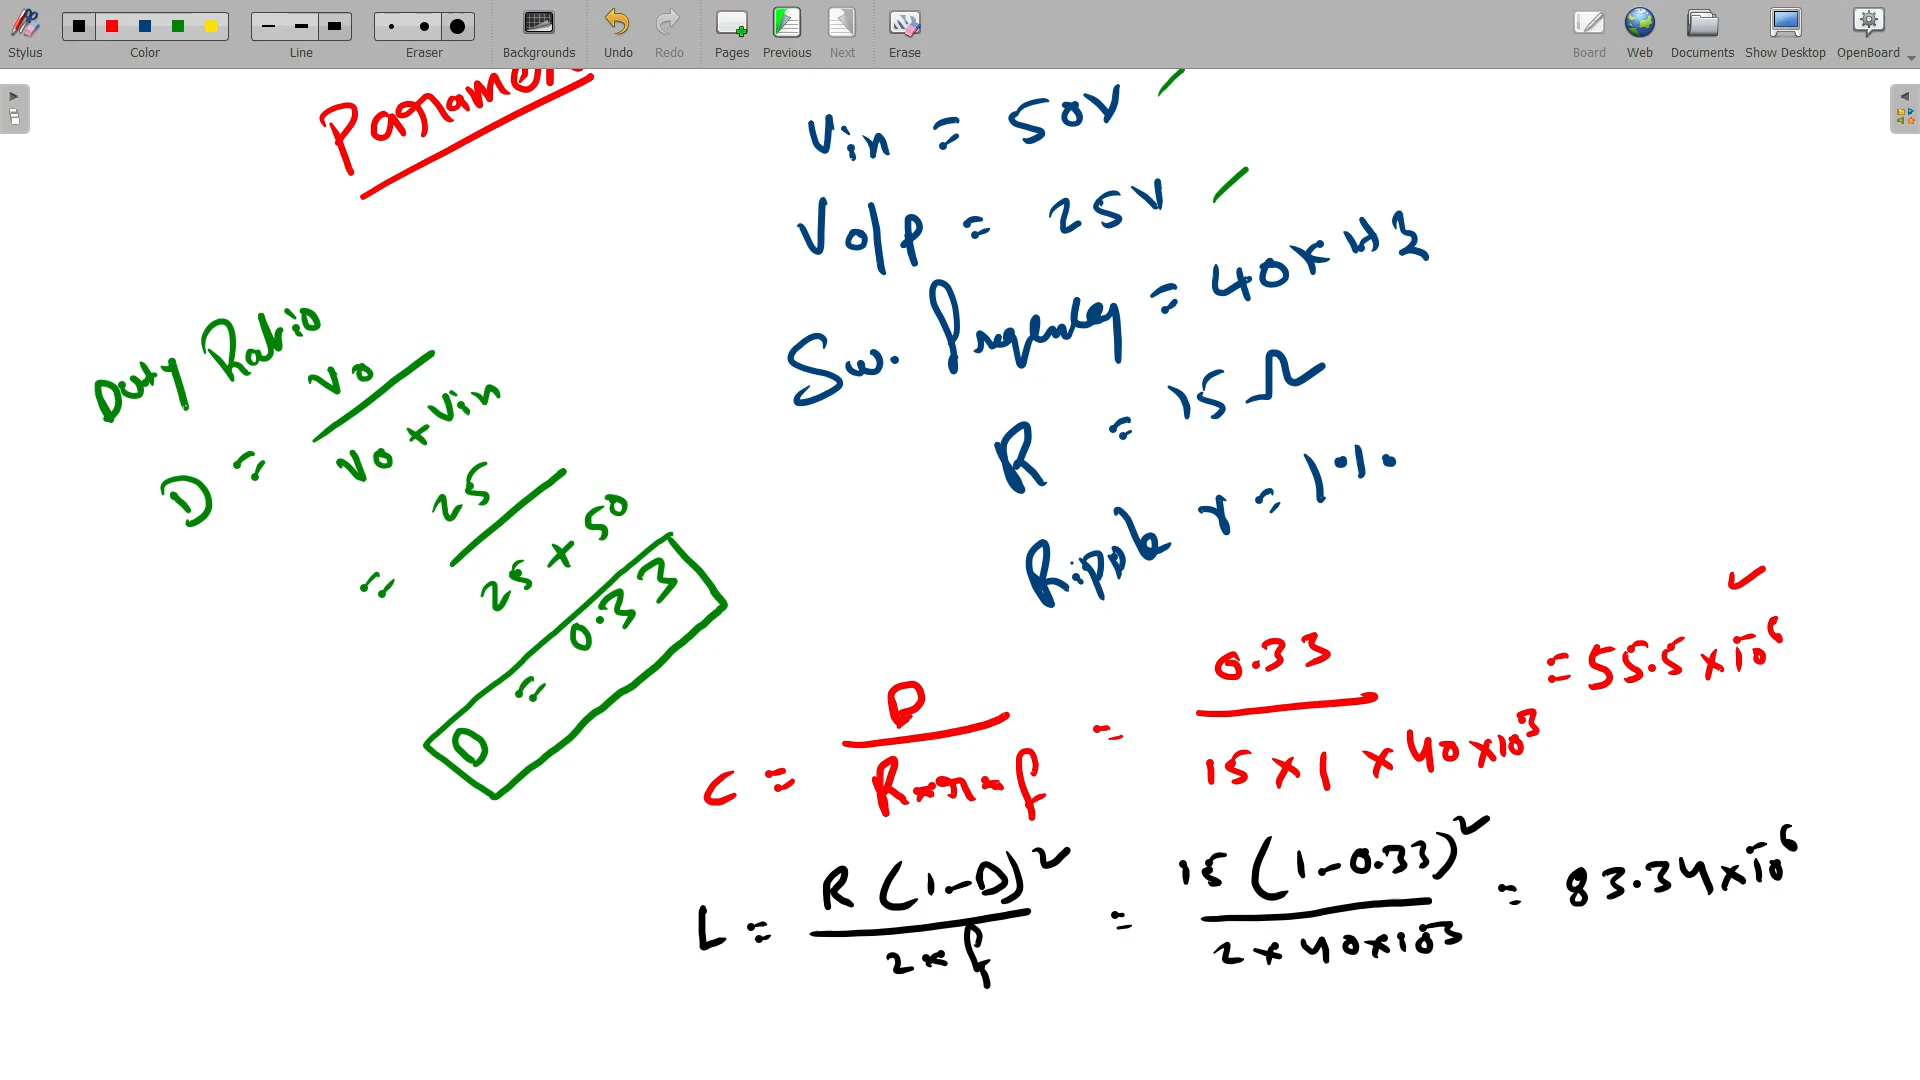 Stylus
Color
Line
Eraser
Backgrounds
Undo
Redo
Pages
Previous
Next
Erase
Board
Web
Documents
Show Desktop
OpenBoard
Vin = 50V
Vo/p = 25V
Sw. frequency = 40KHz
R = 15Ω
Ripple r = 1%
Duty Ratio
D = Vo / Vo + Vin
= 25 / 25 + 50
D = 0.33
C = D / R*r*f = 0.33 / 15 × 1 × 40×10³ = 55.5×10⁻⁶
L = R (1-D)² / 2*f = 15 (1-0.33)² / 2 × 40×10³ = 83.34×10⁻⁶